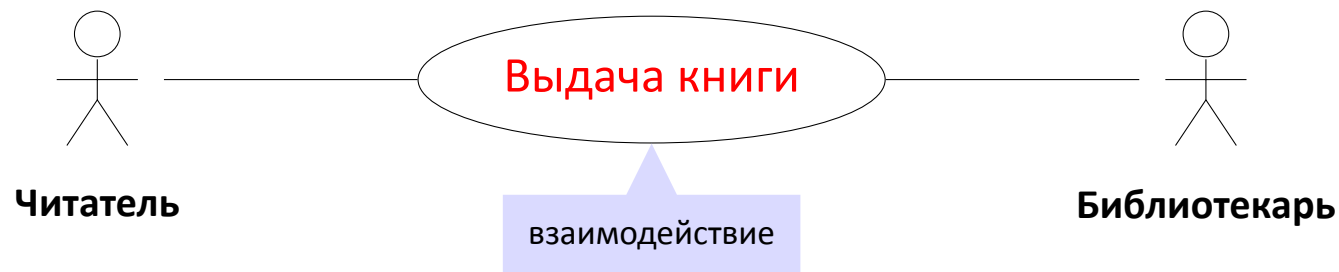 Выдача книги
Читатель
Библиотекарь
взаимодействие